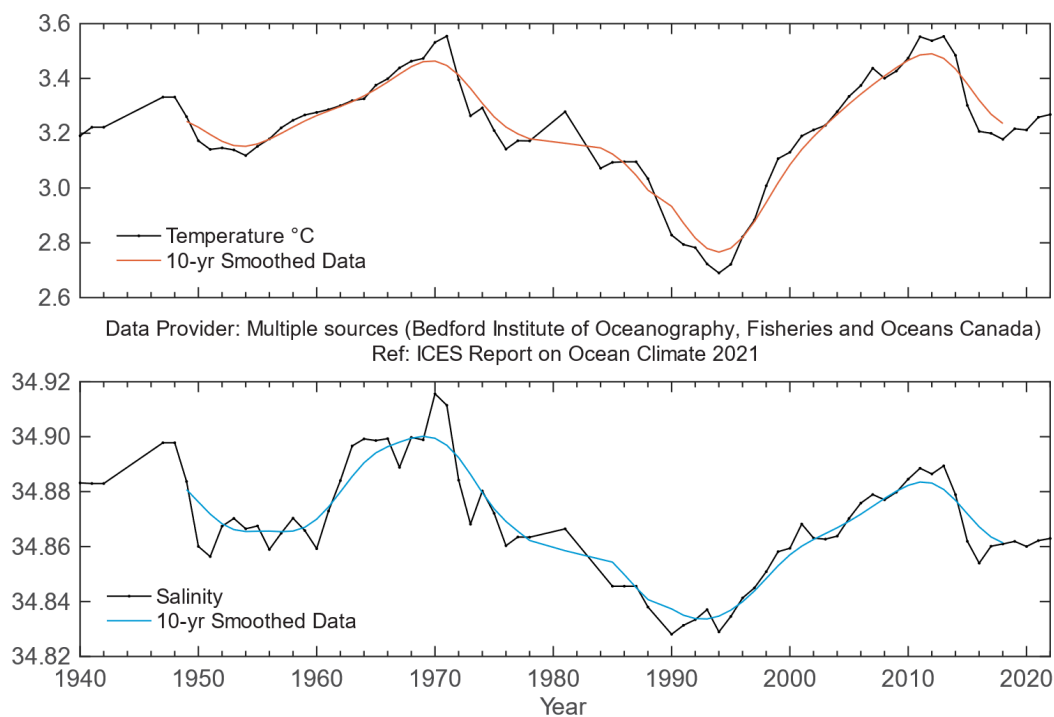 3.6
3.4
3.2
3.0
2.8
2.6
Temperature °C
10-yr Smoothed Data
Data Provider: Multiple sources (Bedford Institute of Oceanography, Fisheries and Oceans Canada)
Ref: ICES Report on Ocean Climate 2021
34.92
34.90
34.88
34.86
34.84
34.82
Salinity
10-yr Smoothed Data
1940 1950 1960 1970 1980 1990 2000 2010 2020
Year